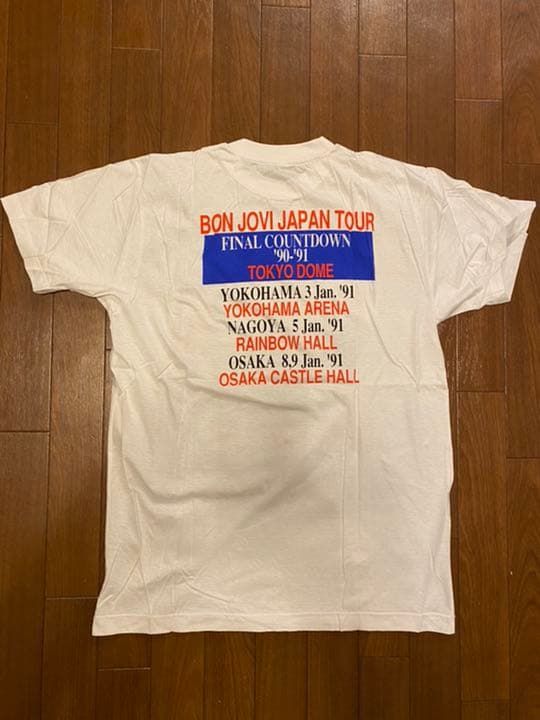 BON JOVI JAPAN TOUR
FINAL COUNTDOWN
'90-'91
TOKYO DOME
YOKOHAMA 3 Jan. '91
YOKOHAMA ARENA
NAGOYA 5 Jan. '91
RAINBOW HALL
OSAKA 8,9 Jan. '91
OSAKA CASTLE HALL